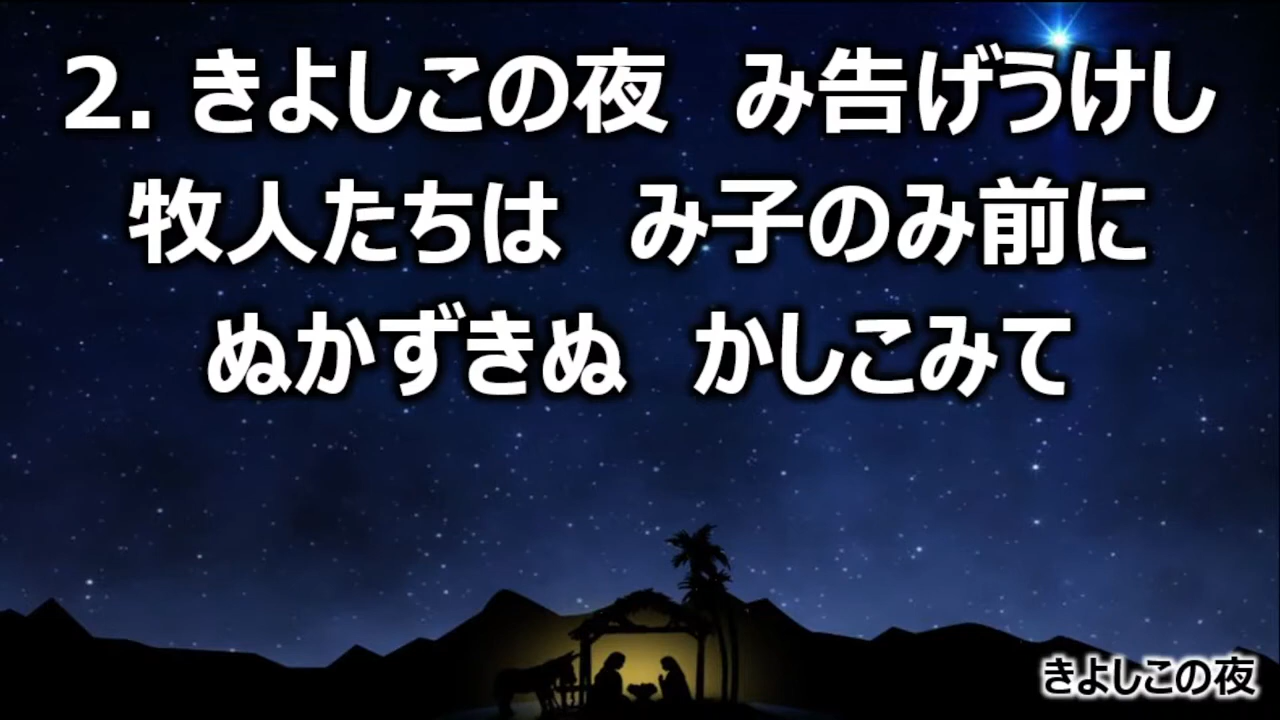 2. きよしこの夜　み告げうけし
牧人たちは　み子のみ前に
ぬかずきぬ　かしこみて
きよしこの夜